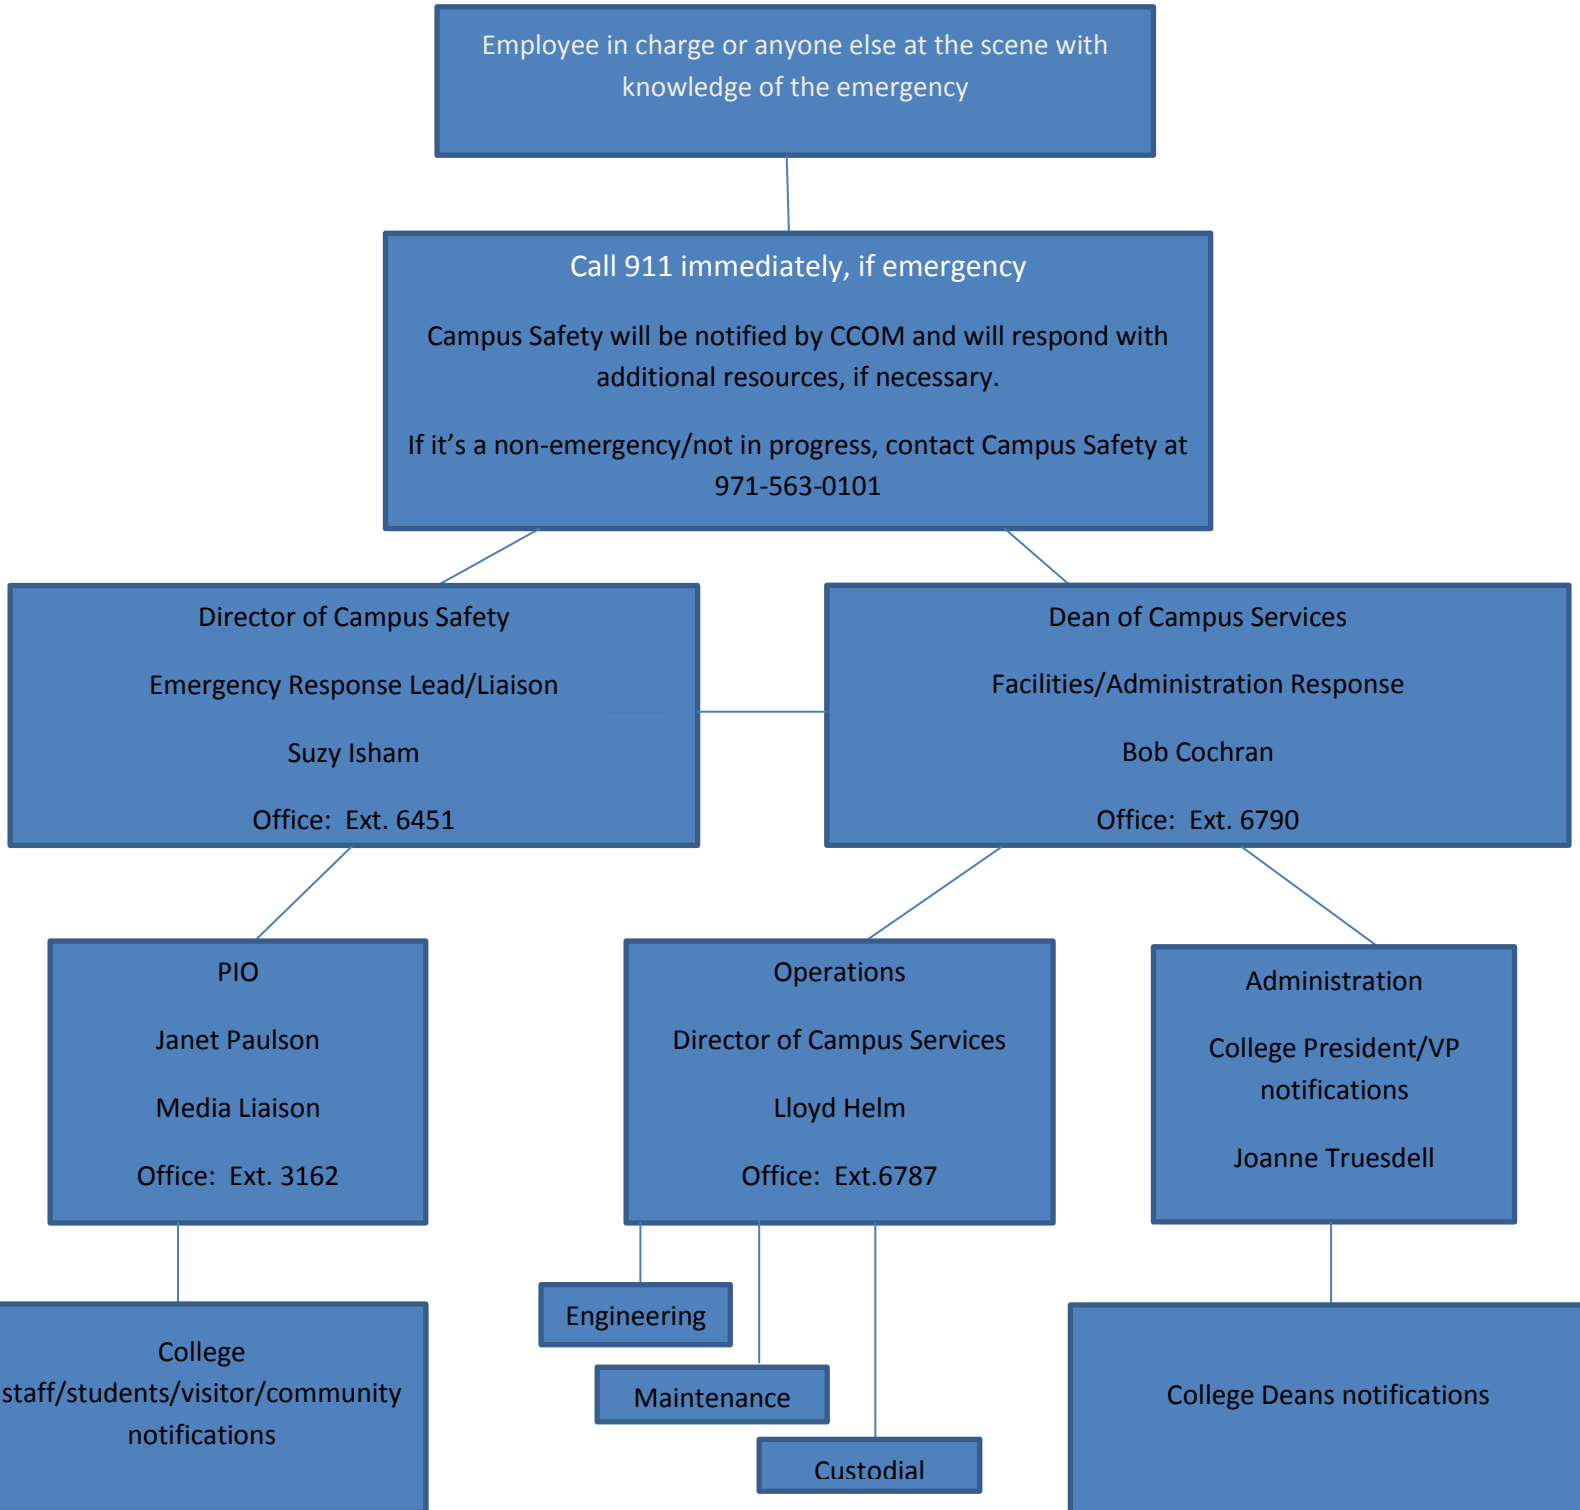 Employee in charge or anyone else at the scene with
knowledge of the emergency
Call 911 immediately, if emergency
Campus Safety will be notified by CCOM and will respond with
additional resources, if necessary.
If it’s a non-emergency/not in progress, contact Campus Safety at
971-563-0101
Director of Campus Safety
Emergency Response Lead/Liaison
Suzy Isham
Office:  Ext. 6451
Dean of Campus Services
Facilities/Administration Response
Bob Cochran
Office:  Ext. 6790
PIO
Janet Paulson
Media Liaison
Office:  Ext. 3162
Operations
Director of Campus Services
Lloyd Helm
Office:  Ext.6787
Administration
College President/VP
notifications
Joanne Truesdell
Engineering
Maintenance
Custodial
College
staff/students/visitor/community
notifications
College Deans notifications